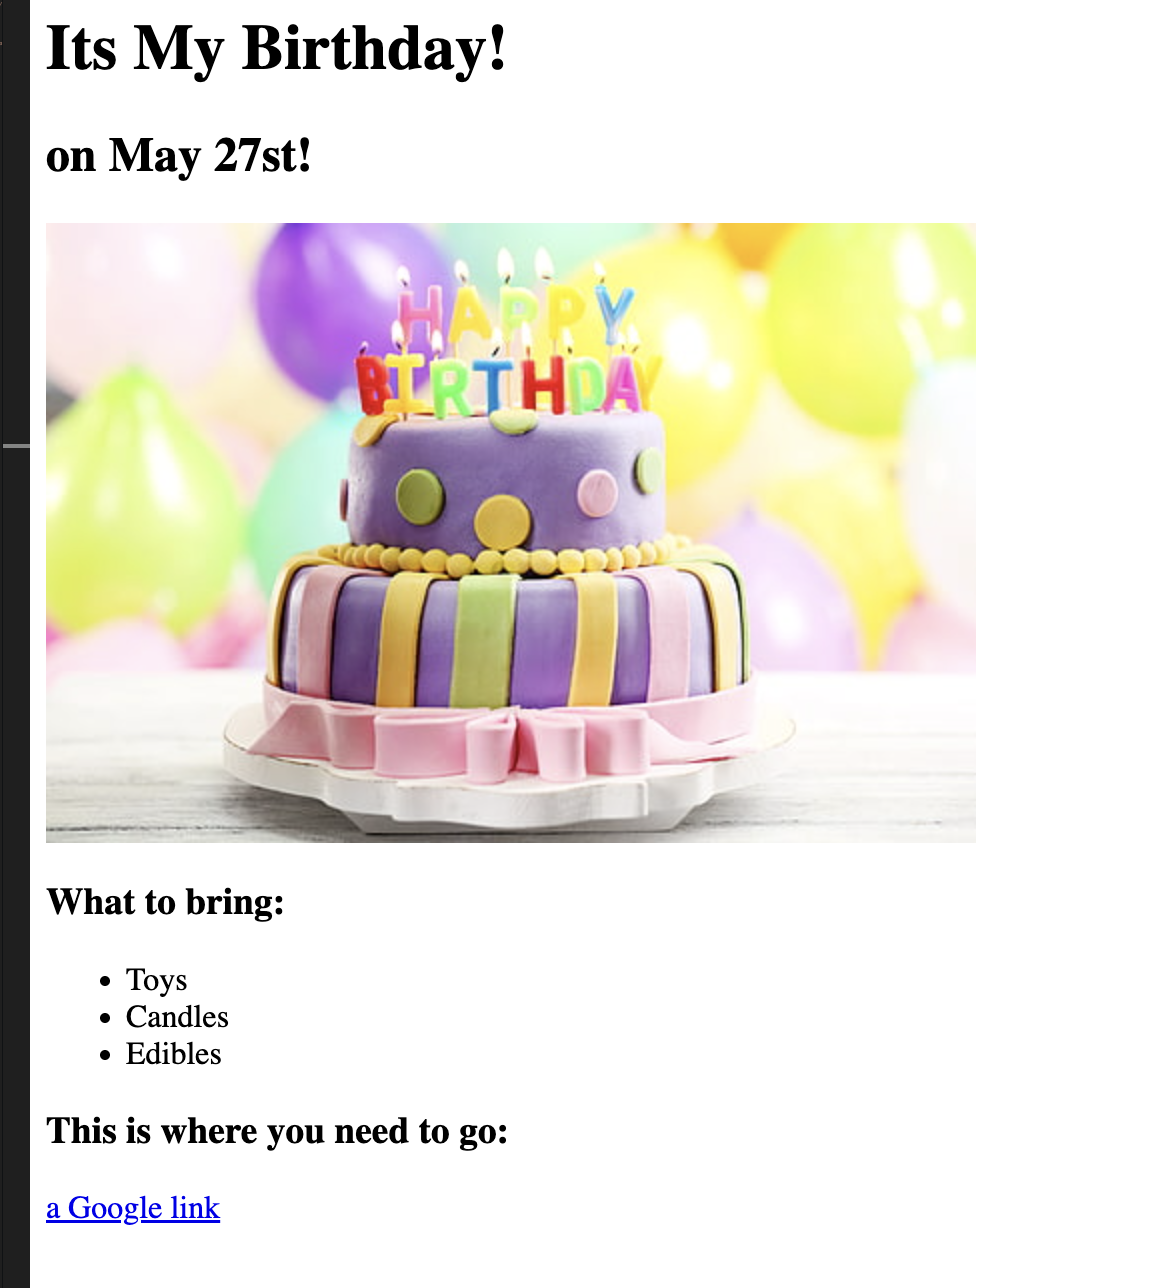 Its My Birthday!
on May 27st!
HAPPY
BIRTHDAY
What to bring:
Toys
Candles
Edibles
This is where you need to go:
a Google link